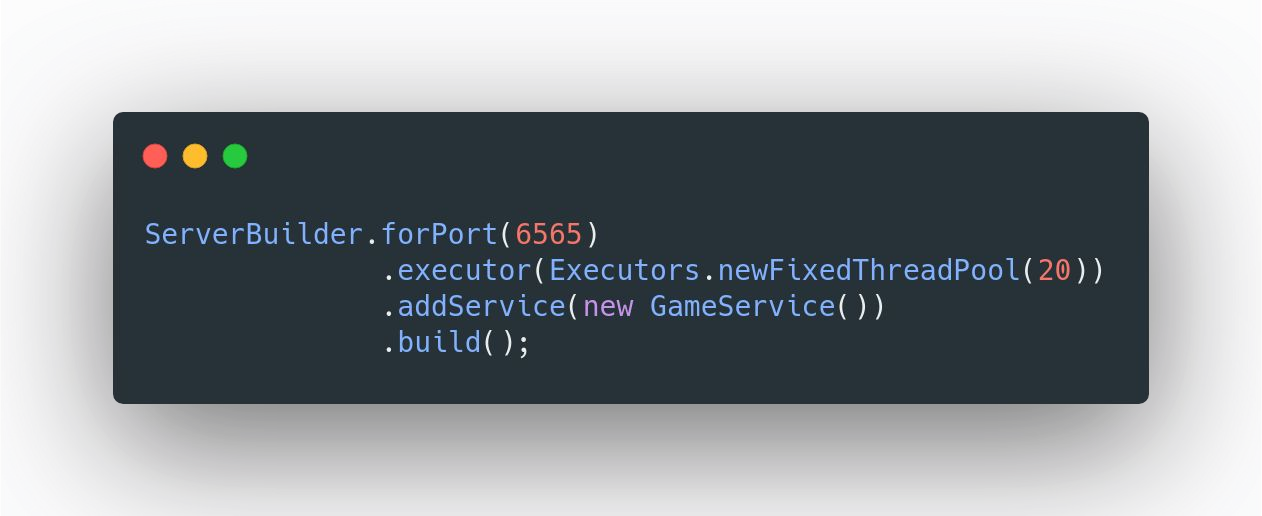 ServerBuilder.forPort(6565)
.executor(Executors.newFixedThreadPool(20))
.addService(new GameService())
.build();